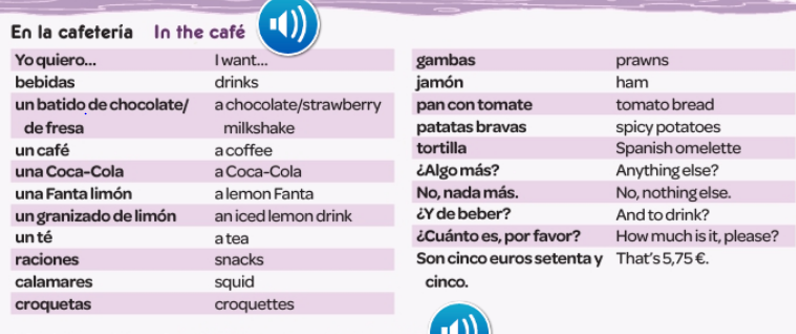 En la cafetería In the café
Yo quiero... I want...
bebidas drinks
un batido de chocolate/ a chocolate/strawberry
de fresa milkshake
un café a coffee
una Coca-Cola a Coca-Cola
una Fanta limón a lemon Fanta
un granizado de limón an iced lemon drink
un té a tea
raciones snacks
calamares squid
croquetas croquettes
gambas prawns
jamón ham
pan con tomate tomato bread
patatas bravas spicy potatoes
tortilla Spanish omelette
¿Algo más? Anything else?
No, nada más. No, nothing else.
¿Y de beber? And to drink?
¿Cuánto es, por favor? How much is it, please?
Son cinco euros setenta y That's 5,75 €.
cinco.